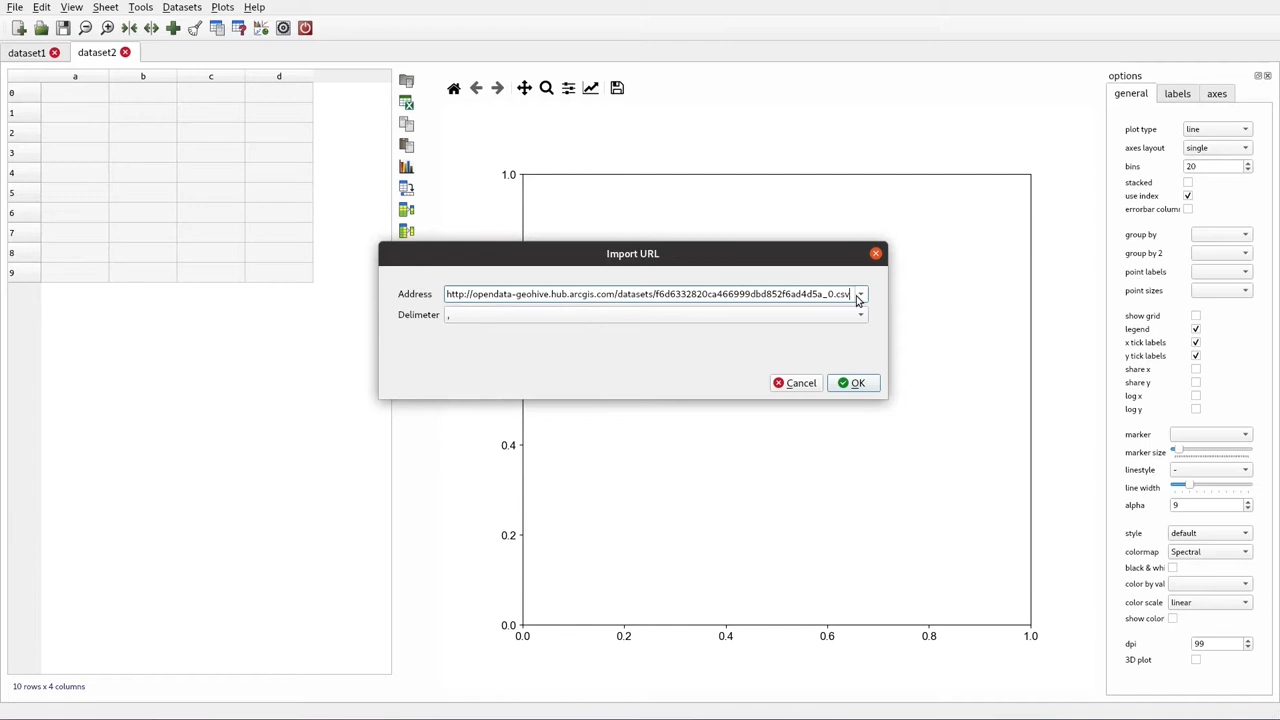 File Edit View Sheet Tools Datasets Plots Help
dataset1 dataset2
a b c d
0
1
2
3
4
5
6
7
8
9
10 rows x 4 columns
1.0
0.4
0.2
0.0
0.0 0.2 0.4 0.6 0.8 1.0
Import URL
Address http://opendata-geohive.hub.arcgis.com/datasets/f6d6332820ca466999dbd852f6ad4d5a_0.csv
Delimeter ,
Cancel OK
options
general labels axes
plot type line
axes layout single
bins 20
stacked
use index
errorbar colum
group by
group by 2
point labels
point sizes
show grid
legend
x tick labels
y tick labels
share x
share y
log x
log y
marker
marker size
linestyle -
line width
alpha 9
style default
colormap Spectral
black & whi
color by val
color scale linear
show color
dpi 99
3D plot